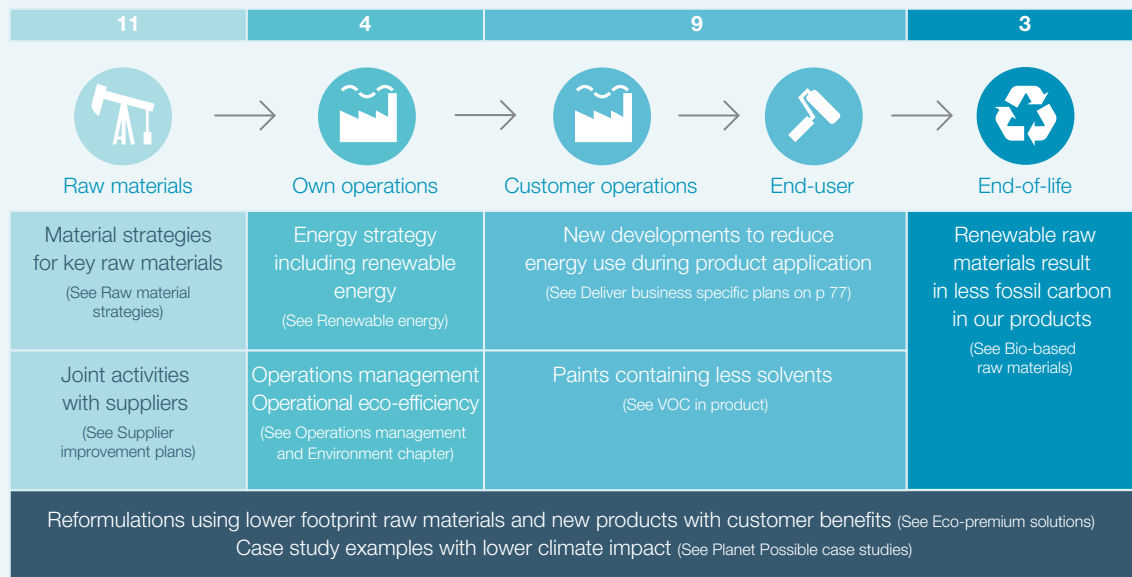 11
4
9
3
Raw materials
Own operations
Customer operations
End-user
End-of-life
Material strategies
for key raw materials
(See Raw material
strategies)
Energy strategy
including renewable
energy
(See Renewable energy)
New developments to reduce
energy use during product application
(See Deliver business specific plans on p 77)
Renewable raw
materials result
in less fossil carbon
in our products
(See Bio-based
raw materials)
Joint activities
with suppliers
(See Supplier
improvement plans)
Operations management
Operational eco-efficiency
(See Operations management
and Environment chapter)
Paints containing less solvents
(See VOC in product)
Reformulations using lower footprint raw materials and new products with customer benefits (See Eco-premium solutions)
Case study examples with lower climate impact (See Planet Possible case studies)